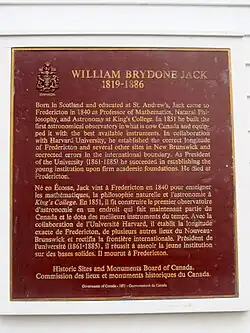 WILLIAM BRYDONE JACK
1819-1886
Born in Scotland and educated at St. Andrew's, Jack came to
Fredericton in 1840 as Professor of Mathematics, Natural Phil-
osophy, and Astronomy at King's College. In 1851 he built the
first astronomical observatory in what is now Canada and equip-
ped it with the best available instruments. In collaboration
with Harvard University, he established the correct longitude
of Fredericton and several other sites in New Brunswick and
corrected errors in the international boundary. As President
of the University (1861-1885) he succeeded in establishing the
young institution upon firm academic foundations. He died at
Fredericton.
Né en Écosse, Jack vint à Fredericton en 1840 pour enseigner
les mathématiques, la philosophie naturelle et l'astronomie à
King's College. En 1851, il fit construire le premier observatoire
d'astronomie en un endroit qui fait maintenant partie du
Canada et le dota des meilleurs instruments du temps. Avec la
collaboration de l'Université Harvard, il établit la longitude
exacte de Fredericton, de plusieurs autres lieux du Nouveau-
Brunswick et rectifia la frontière internationale. Président de
l'université (1861-1885), il réussit à asseoir la jeune institution
sur des bases solides. Il mourut à Fredericton.
Historic Sites and Monuments Board of Canada.
Commission des lieux et monuments historiques du Canada.
Government of Canada - Gouvernement du Canada